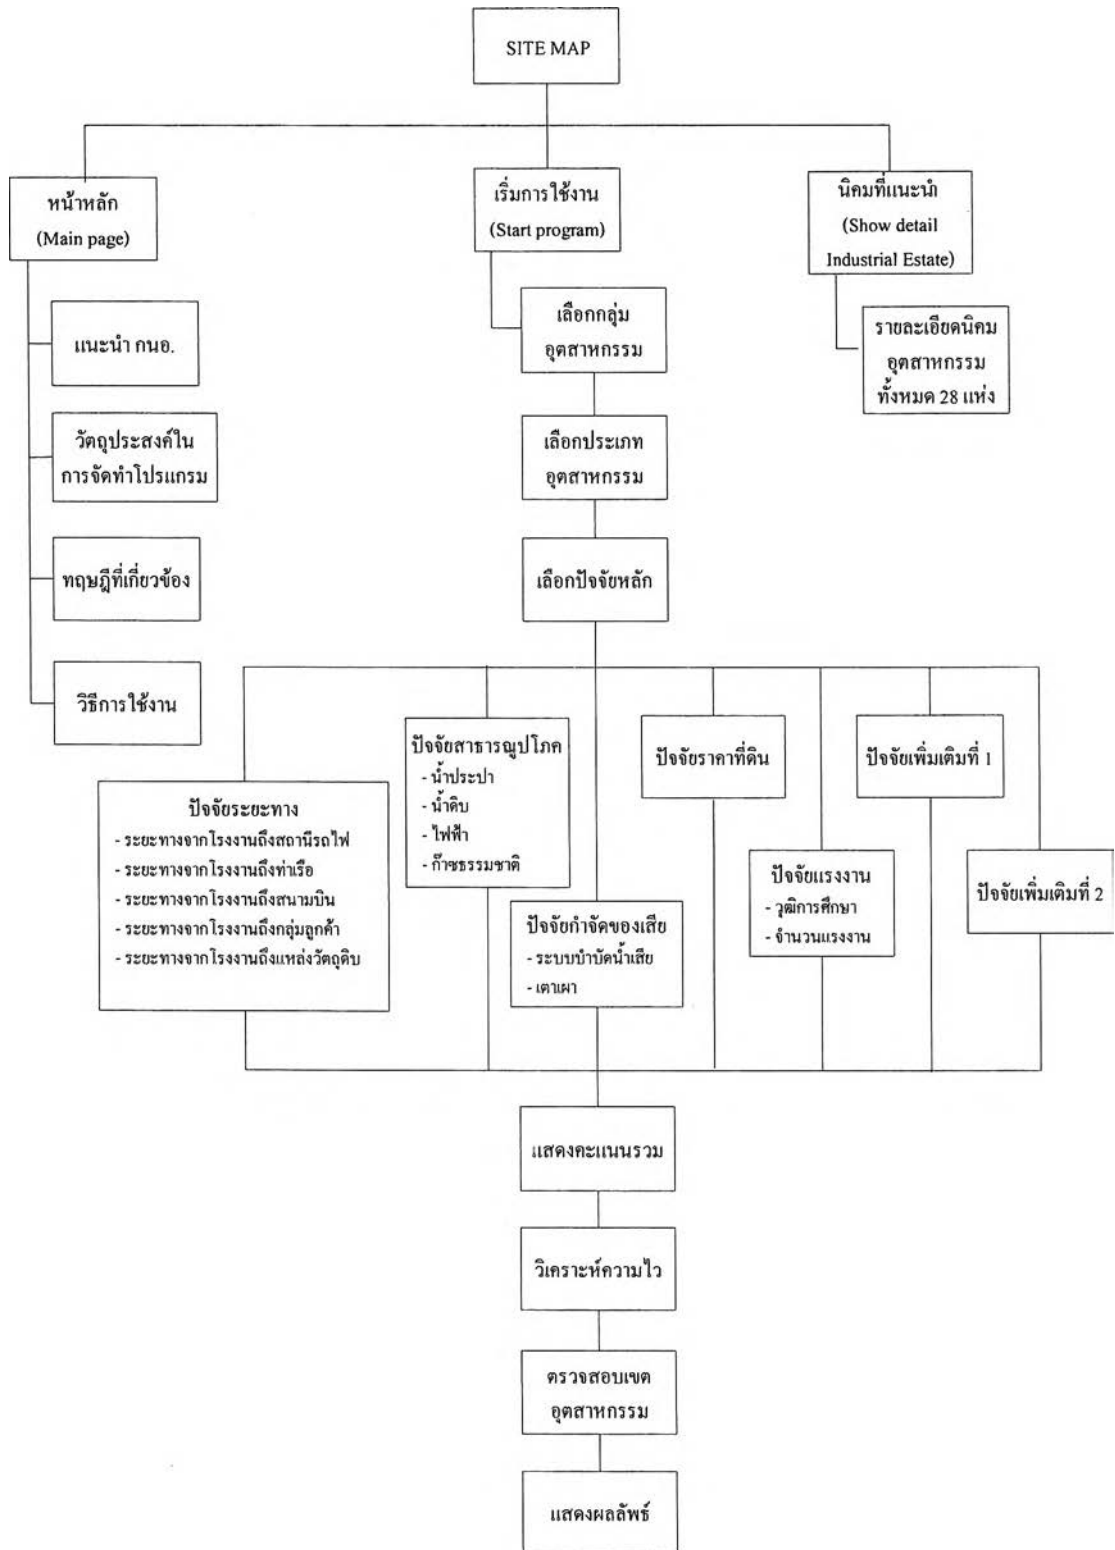 SITE MAP
หน้าหลัก
(Main page)
แนะนำ กนอ.
วัตถุประสงค์ใน
การจัดทำโปรแกรม
ทฤษฎีที่เกี่ยวข้อง
วิธีการใช้งาน
เริ่มการใช้งาน
(Start program)
เลือกกลุ่ม
อุตสาหกรรม
เลือกประเภท
อุตสาหกรรม
เลือกปัจจัยหลัก
นิคมที่แนะนำ
(Show detail
Industrial Estate)
รายละเอียดนิคม
อุตสาหกรรม
ทั้งหมด 28 แห่ง
ปัจจัยระยะทาง
- ระยะทางจากโรงงานถึงสถานีรถไฟ
- ระยะทางจากโรงงานถึงท่าเรือ
- ระยะทางจากโรงงานถึงสนามบิน
- ระยะทางจากโรงงานถึงกลุ่มลูกค้า
- ระยะทางจากโรงงานถึงแหล่งวัตถุดิบ
ปัจจัยสาธารณูปโภค
- น้ำประปา
- น้ำดิบ
- ไฟฟ้า
- ก๊าซธรรมชาติ
ปัจจัยกำจัดของเสีย
- ระบบบำบัดน้ำเสีย
- เตาเผา
ปัจจัยราคาที่ดิน
ปัจจัยแรงงาน
- วุฒิการศึกษา
- จำนวนแรงงาน
ปัจจัยเพิ่มเติมที่ 1
ปัจจัยเพิ่มเติมที่ 2
แสดงคะแนนรวม
วิเคราะห์ความไว
ตรวจสอบเขต
อุตสาหกรรม
แสดงผลลัพธ์